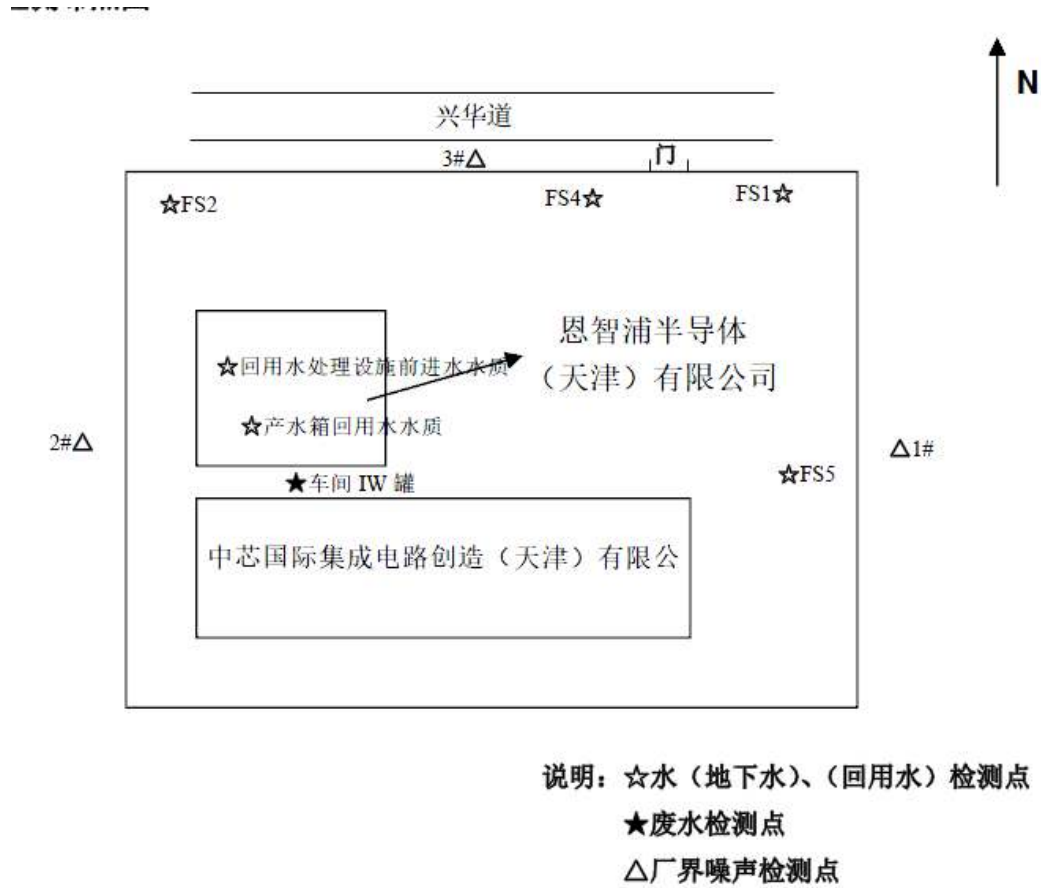 N
兴华道
3#△
门
☆FS2
FS4☆
FS1☆
恩智浦半导体
（天津）有限公司
☆回用水处理设施前进水水质
☆产水箱回用水水质
2#△
△1#
☆FS5
★车间 IW 罐
中芯国际集成电路创造（天津）有限公
说明：☆水（地下水）、（回用水）检测点
★废水检测点
△厂界噪声检测点